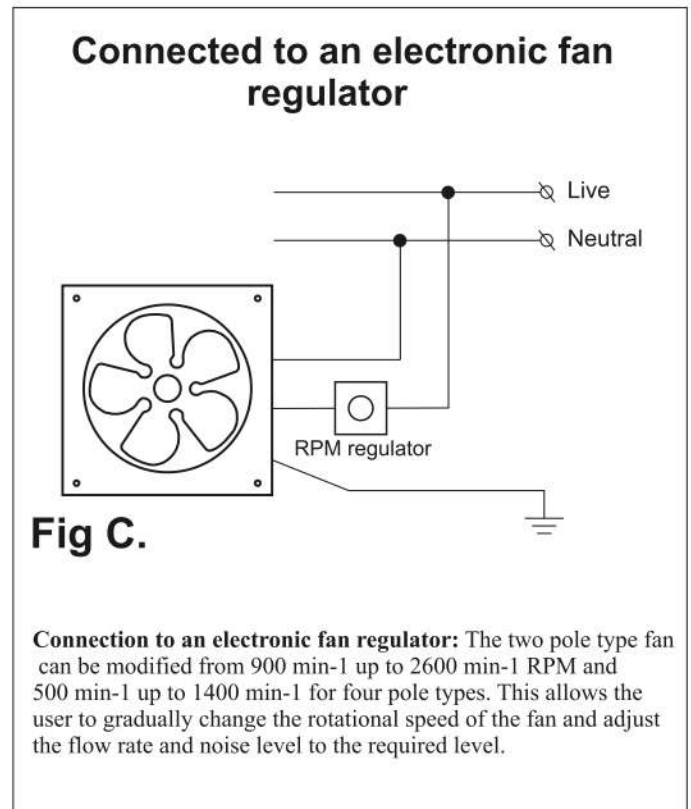 Connected to an electronic fan
regulator
Live
Neutral
RPM regulator
Fig C.
Connection to an electronic fan regulator: The two pole type fan
can be modified from 900 min-1 up to 2600 min-1 RPM and
500 min-1 up to 1400 min-1 for four pole types. This allows the
user to gradually change the rotational speed of the fan and adjust
the flow rate and noise level to the required level.